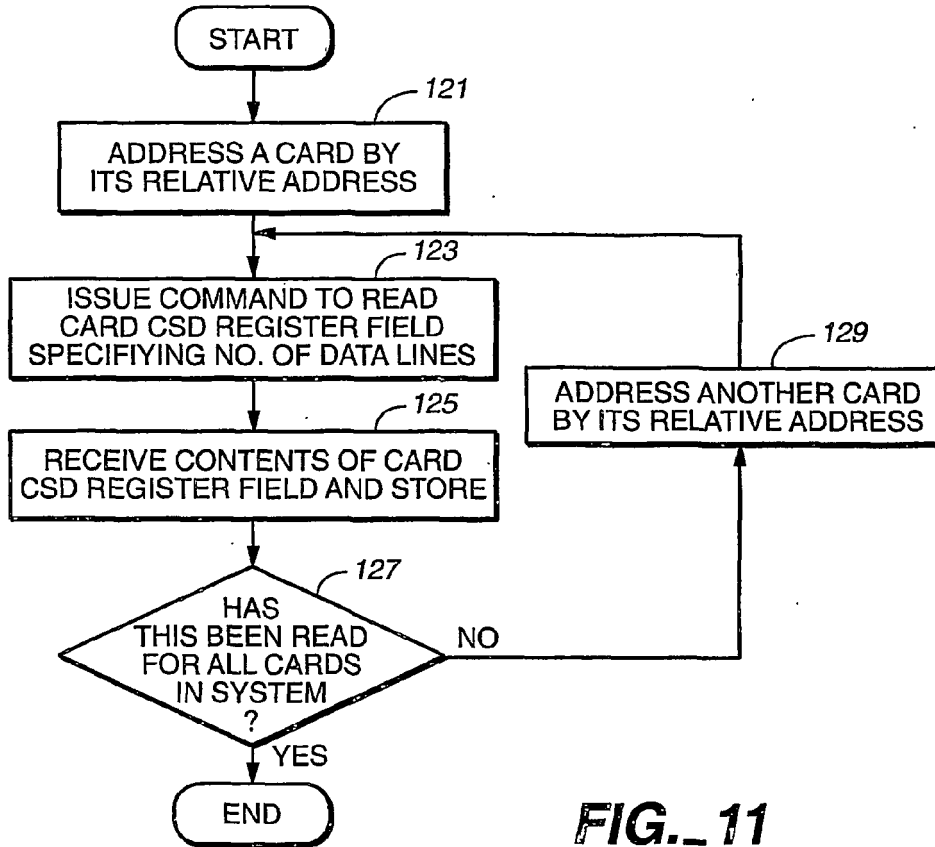 START
121
ADDRESS A CARD BY
ITS RELATIVE ADDRESS
123
ISSUE COMMAND TO READ
CARD CSD REGISTER FIELD
SPECIFIYING NO. OF DATA LINES
129
ADDRESS ANOTHER CARD
BY ITS RELATIVE ADDRESS
125
RECEIVE CONTENTS OF CARD
CSD REGISTER FIELD AND STORE
127
HAS
THIS BEEN READ
FOR ALL CARDS
IN SYSTEM
?
NO
YES
END
FIG._11